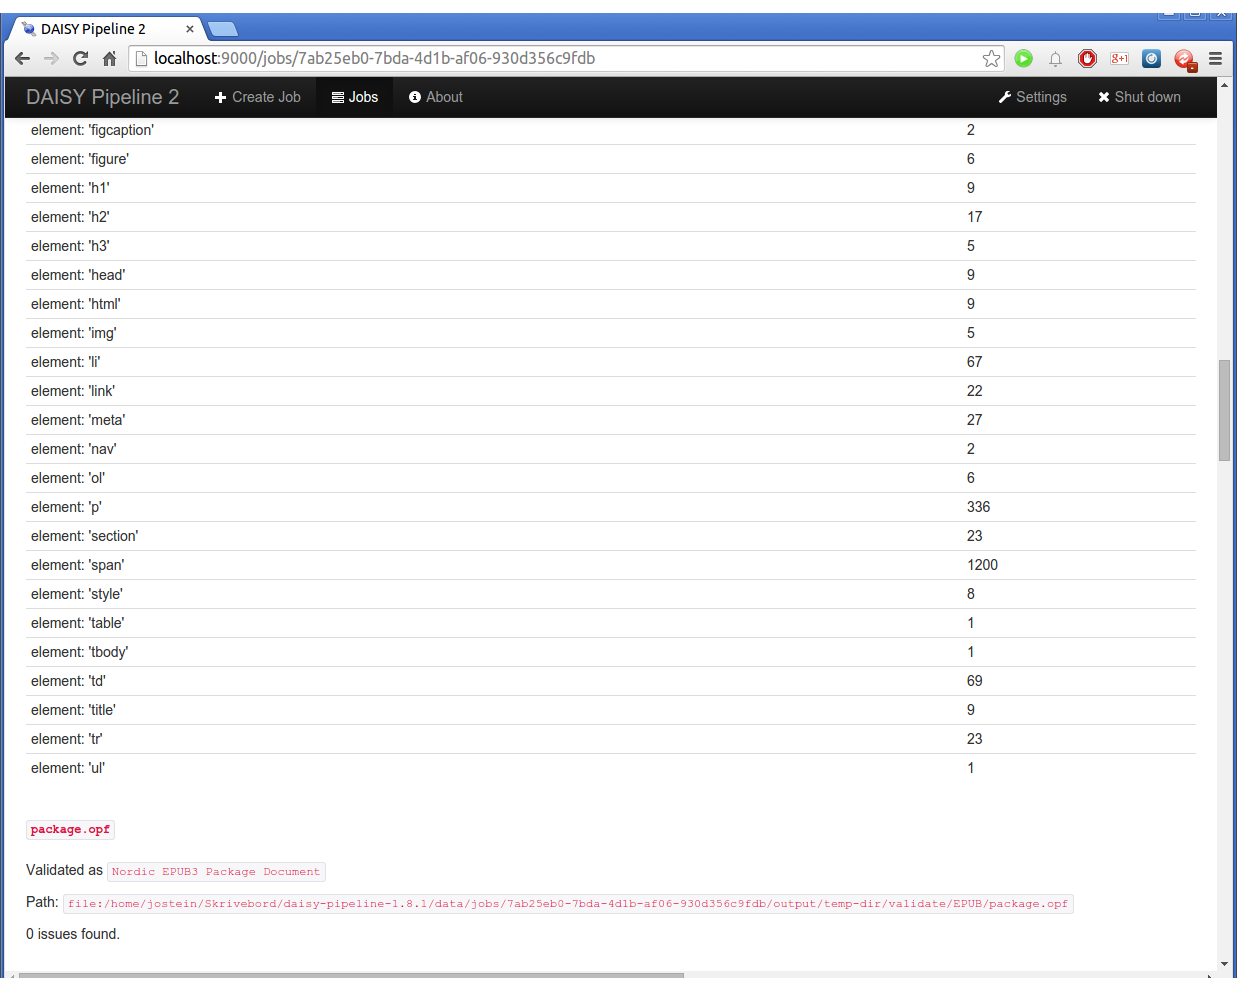 DAISY Pipeline 2 ×
localhost:9000/jobs/7ab25eb0-7bda-4d1b-af06-930d356c9fdb
DAISY Pipeline 2 Create Job Jobs About Settings Shut down
element: 'figcaption' 2
element: 'figure' 6
element: 'h1' 9
element: 'h2' 17
element: 'h3' 5
element: 'head' 9
element: 'html' 9
element: 'img' 5
element: 'li' 67
element: 'link' 22
element: 'meta' 27
element: 'nav' 2
element: 'ol' 6
element: 'p' 336
element: 'section' 23
element: 'span' 1200
element: 'style' 8
element: 'table' 1
element: 'tbody' 1
element: 'td' 69
element: 'title' 9
element: 'tr' 23
element: 'ul' 1
package.opf
Validated as Nordic EPUB3 Package Document
Path: file:/home/jostein/Skrivebord/daisy-pipeline-1.8.1/data/jobs/7ab25eb0-7bda-4d1b-af06-930d356c9fdb/output/temp-dir/validate/EPUB/package.opf
0 issues found.